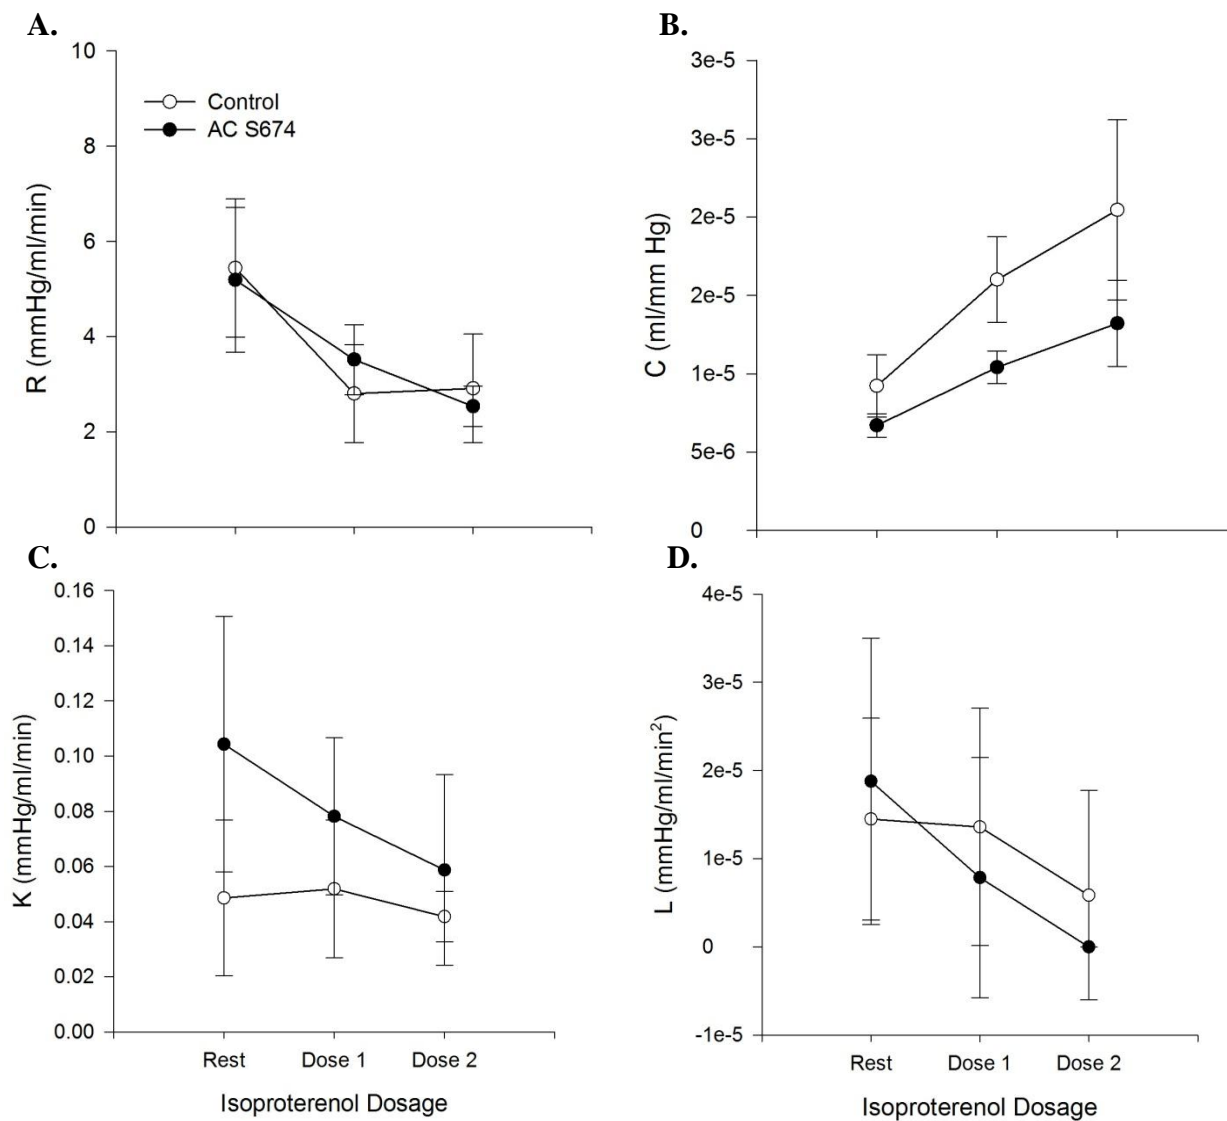 A.
10
8
6
4
2
0
R (mmHg/ml/min)
Control
AC S674
B.
3e-5
3e-5
2e-5
2e-5
1e-5
5e-6
0
C (ml/mm Hg)
C.
0.16
0.14
0.12
0.10
0.08
0.06
0.04
0.02
0.00
K (mmHg/ml/min)
Rest Dose 1 Dose 2
Isoproterenol Dosage
D.
4e-5
3e-5
2e-5
1e-5
0
-1e-5
L (mmHg/ml/min²)
Rest Dose 1 Dose 2
Isoproterenol Dosage